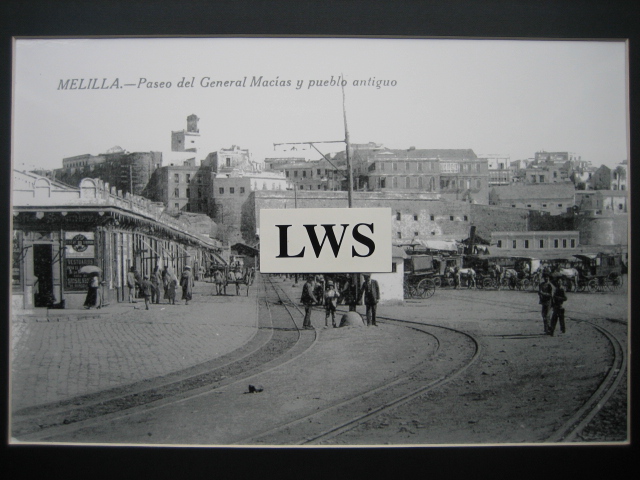 MELILLA.—Paseo del General Macías y pueblo antiguo
LWS